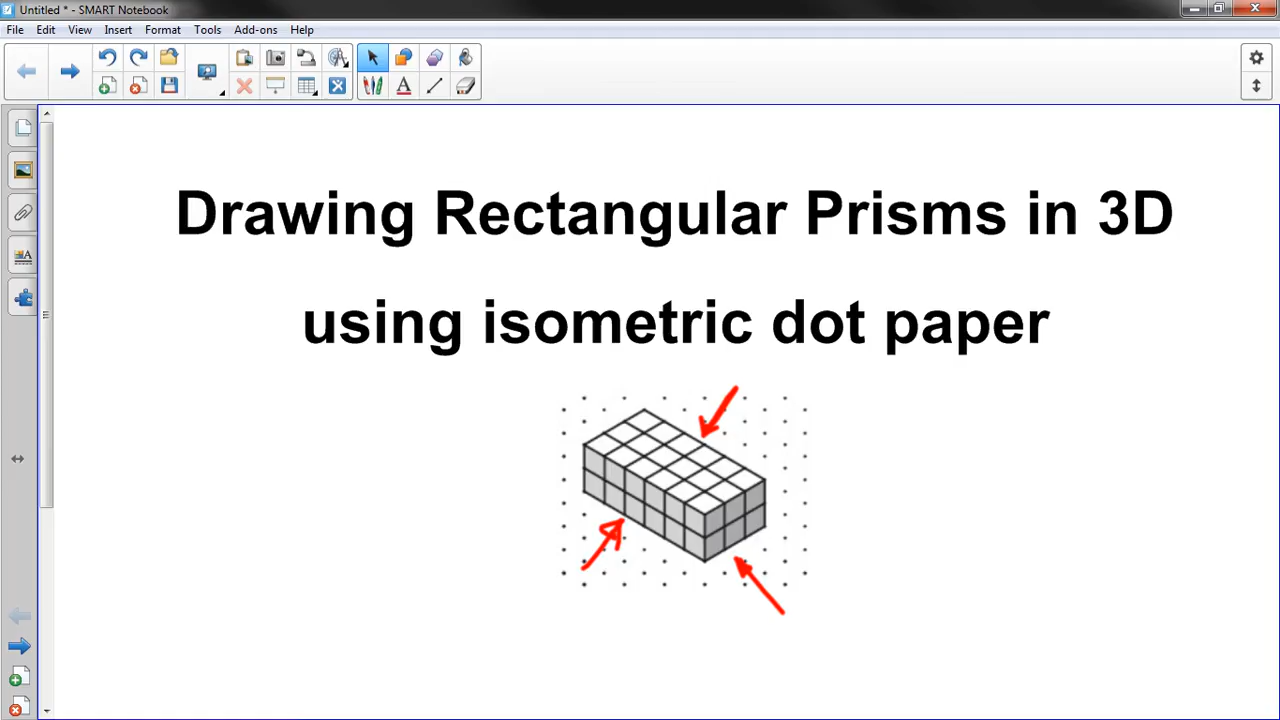 Untitled * - SMART Notebook
File Edit View Insert Format Tools Add-ons Help
Drawing Rectangular Prisms in 3D
using isometric dot paper